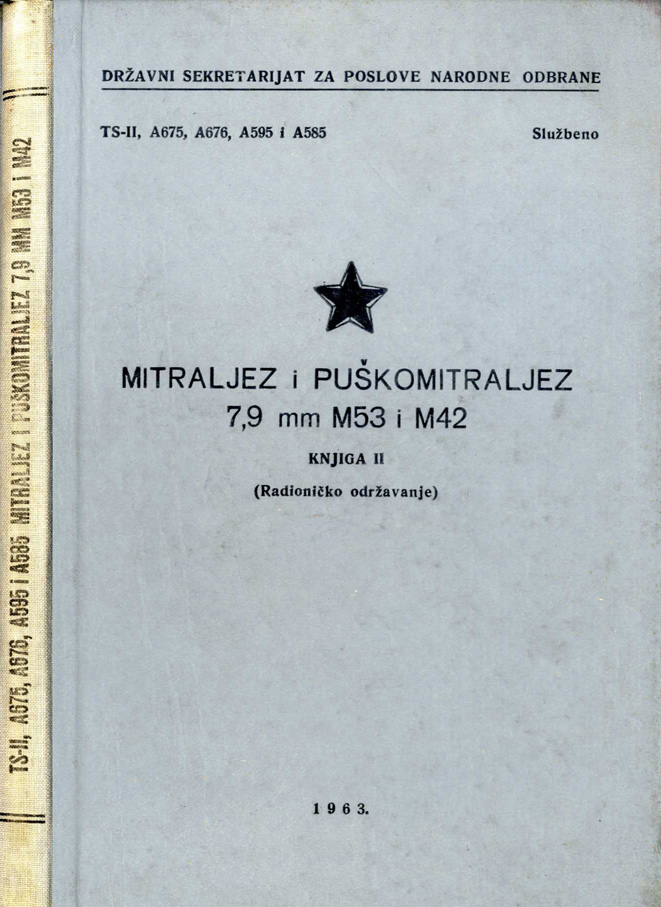 DRŽAVNI SEKRETARIJAT ZA POSLOVE NARODNE ODBRANE
TS-II, A675, A676, A595 i A585 Službeno
MITRALJEZ i PUŠKOMITRALJEZ
7,9 mm M53 i M42
KNJIGA II
(Radioničko održavanje)
1963.
TS-II, A675, A676, A595 i A585 MITRALJEZ I PUŠKOMITRALJEZ 7,9 MM M53 I M42